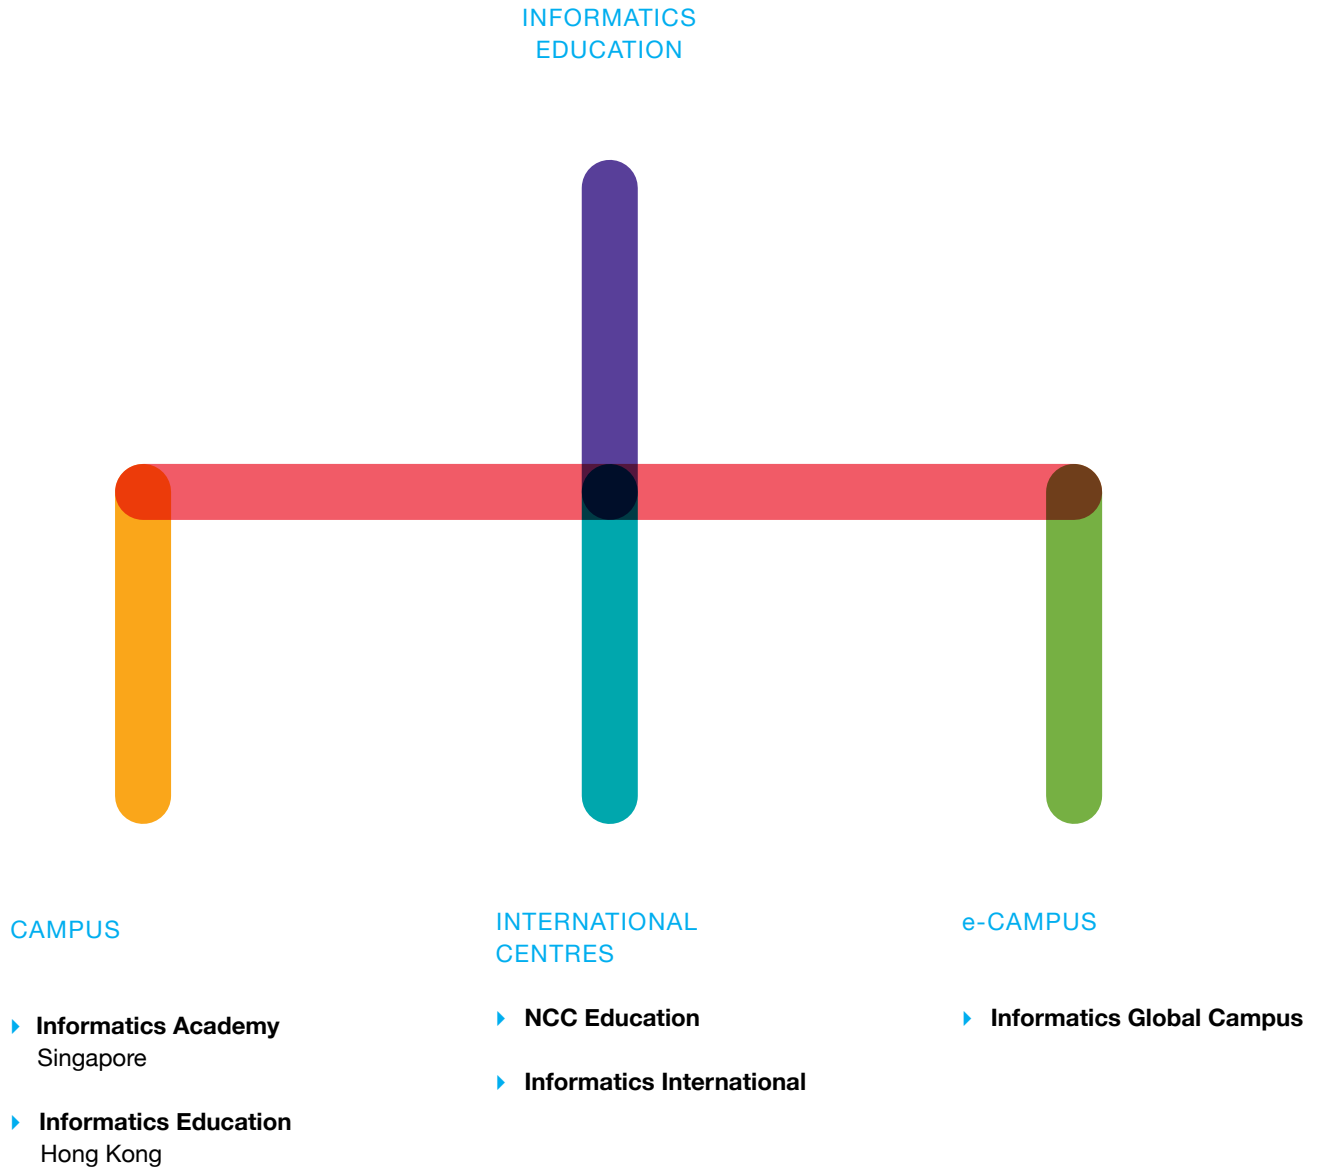 INFORMATICS
EDUCATION
CAMPUS
Informatics Academy
Singapore
Informatics Education
Hong Kong
INTERNATIONAL
CENTRES
NCC Education
Informatics International
e-CAMPUS
Informatics Global Campus